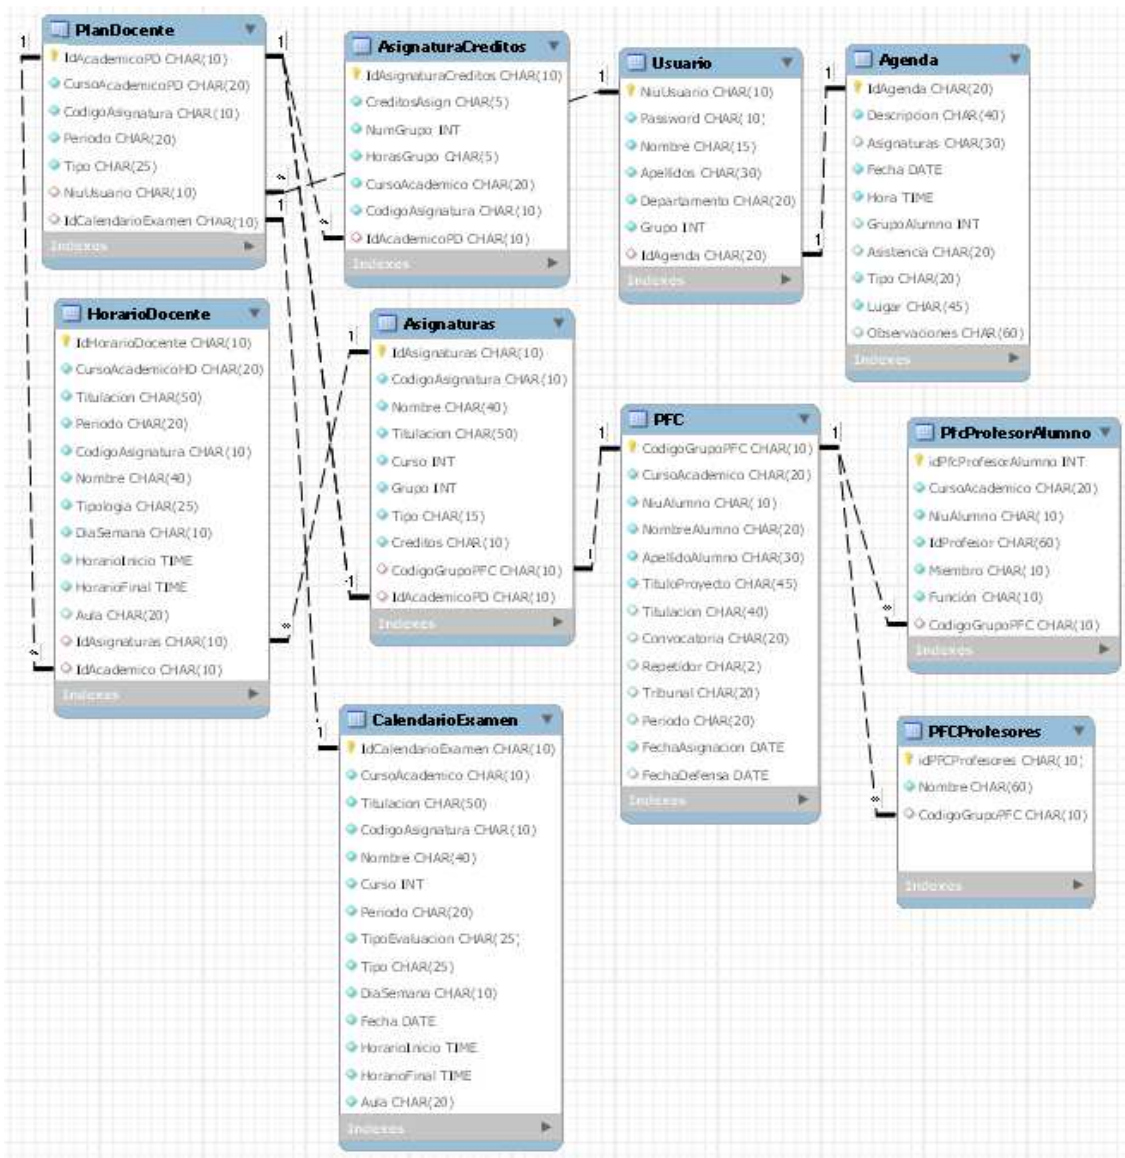 PlanDocente
IdAcademicoPD CHAR(10)
CursoAcademicoPD CHAR(20)
CodigoAsignatura CHAR(10)
Periodo CHAR(20)
Tipo CHAR(25)
NiuUsuario CHAR(10)
IdCalendarioExamen CHAR(10)
Indexes
AsignaturaCreditos
IdAsignaturaCreditos CHAR(10)
CreditosAsign CHAR(5)
NumGrupo INT
HorasGrupo CHAR(5)
CursoAcademico CHAR(20)
CodigoAsignatura CHAR(10)
IdAcademicoPD CHAR(10)
Indexes
Usuario
NiuUsuario CHAR(10)
Password CHAR(10)
Nombre CHAR(15)
Apellidos CHAR(30)
Departamento CHAR(20)
Grupo INT
IdAgenda CHAR(20)
Indexes
Agenda
IdAgenda CHAR(20)
Descripcion CHAR(40)
Asignaturas CHAR(30)
Fecha DATE
Hora TIME
GrupoAlumno INT
Asistencia CHAR(20)
Tipo CHAR(20)
Lugar CHAR(45)
Observaciones CHAR(60)
Indexes
HorarioDocente
IdHorarioDocente CHAR(10)
CursoAcademicoHD CHAR(20)
Titulacion CHAR(50)
Periodo CHAR(20)
CodigoAsignatura CHAR(10)
Nombre CHAR(40)
Tipologia CHAR(25)
DiaSemana CHAR(10)
HorarioInicio TIME
HorarioFinal TIME
Aula CHAR(20)
IdAsignaturas CHAR(10)
IdAcademico CHAR(10)
Indexes
Asignaturas
IdAsignaturas CHAR(10)
CodigoAsignatura CHAR(10)
Nombre CHAR(40)
Titulacion CHAR(50)
Curso INT
Grupo INT
Tipo CHAR(15)
Creditos CHAR(10)
CodigoGrupoPFC CHAR(10)
IdAcademicoPD CHAR(10)
Indexes
PFC
CodigoGrupoPFC CHAR(10)
CursoAcademico CHAR(20)
NiuAlumno CHAR(10)
NombreAlumno CHAR(20)
ApellidoAlumno CHAR(30)
TituloProyecto CHAR(45)
Titulacion CHAR(40)
Convocatoria CHAR(20)
Repetidor CHAR(2)
Tribunal CHAR(20)
Periodo CHAR(20)
FechaAsignacion DATE
FechaDefensa DATE
Indexes
PfcProfesorAlumno
idPfcProfesorAlumno INT
CursoAcademico CHAR(20)
NiuAlumno CHAR(10)
IdProfesor CHAR(60)
Miembro CHAR(10)
Función CHAR(10)
CodigoGrupoPFC CHAR(10)
Indexes
PFCProfesores
idPFCProfesores CHAR(10)
Nombre CHAR(60)
CodigoGrupoPFC CHAR(10)
Indexes
CalendarioExamen
IdCalendarioExamen CHAR(10)
CursoAcademico CHAR(10)
Titulacion CHAR(50)
CodigoAsignatura CHAR(10)
Nombre CHAR(40)
Curso INT
Periodo CHAR(20)
TipoEvaluacion CHAR(25)
Tipo CHAR(25)
DiaSemana CHAR(10)
Fecha DATE
HorarioInicio TIME
HorarioFinal TIME
Aula CHAR(20)
Indexes